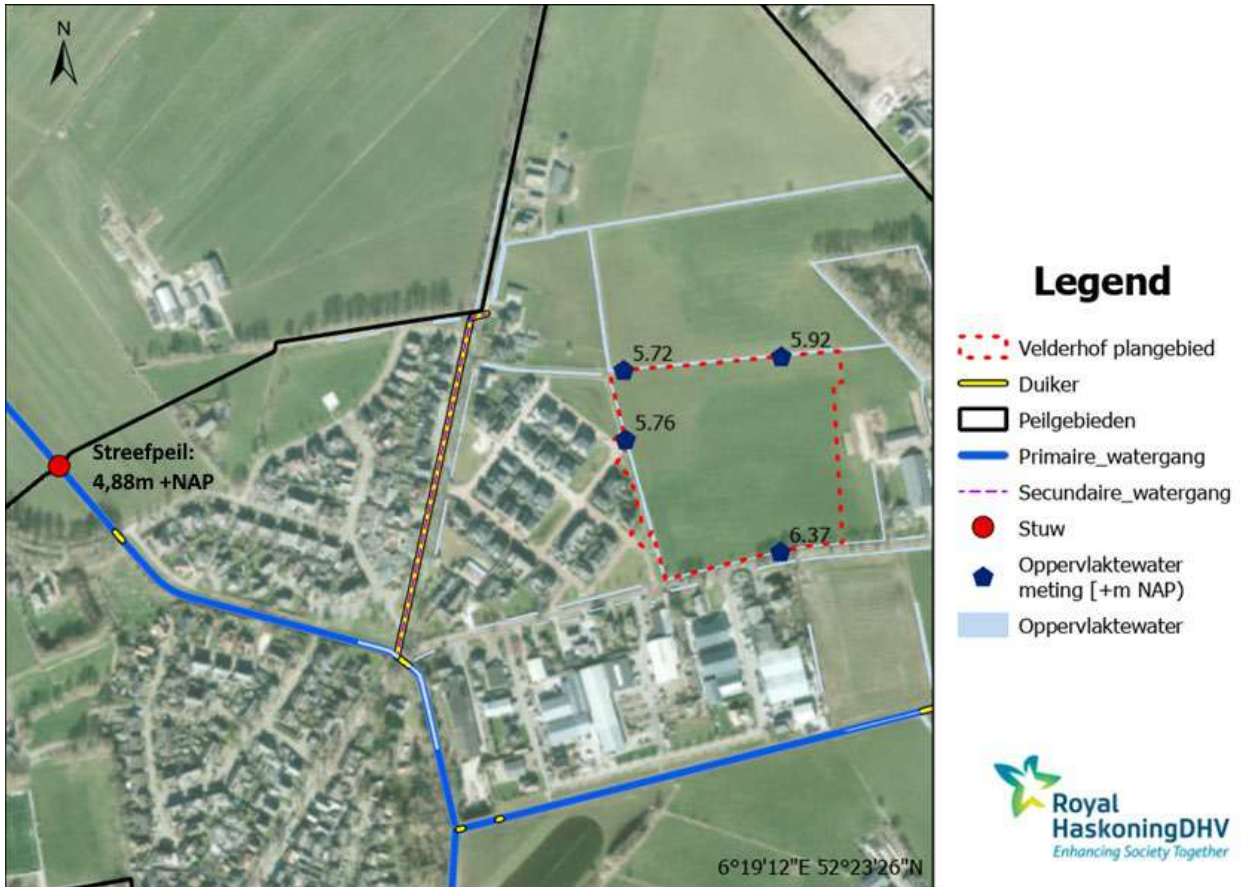 N
5.72
5.92
5.76
6.37
Streefpeil:
4,88m +NAP
6°19'12"E 52°23'26"N
Legend
Velderhof plangebied
Duiker
Peilgebieden
Primaire_watergang
Secundaire_watergang
Stuw
Oppervlaktewater
meting [+m NAP)
Oppervlaktewater
Royal
HaskoningDHV
Enhancing Society Together